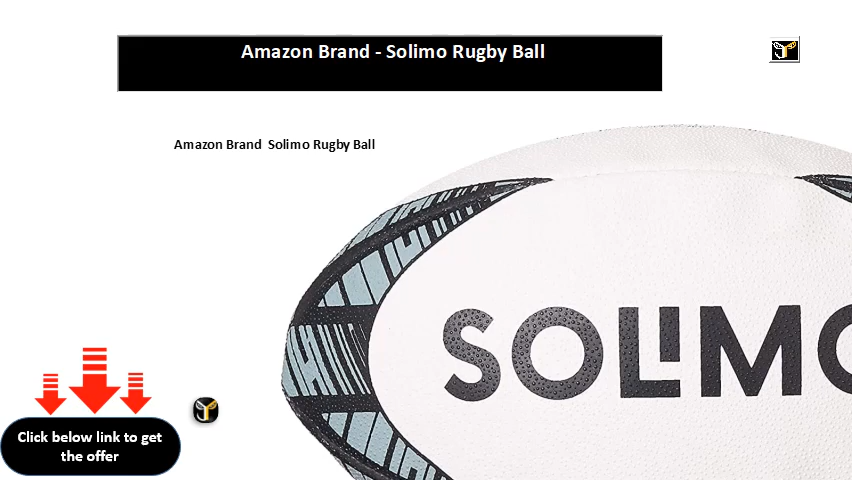 Amazon Brand - Solimo Rugby Ball
Amazon Brand  Solimo Rugby Ball
SOLIMO
Click below link to get
the offer